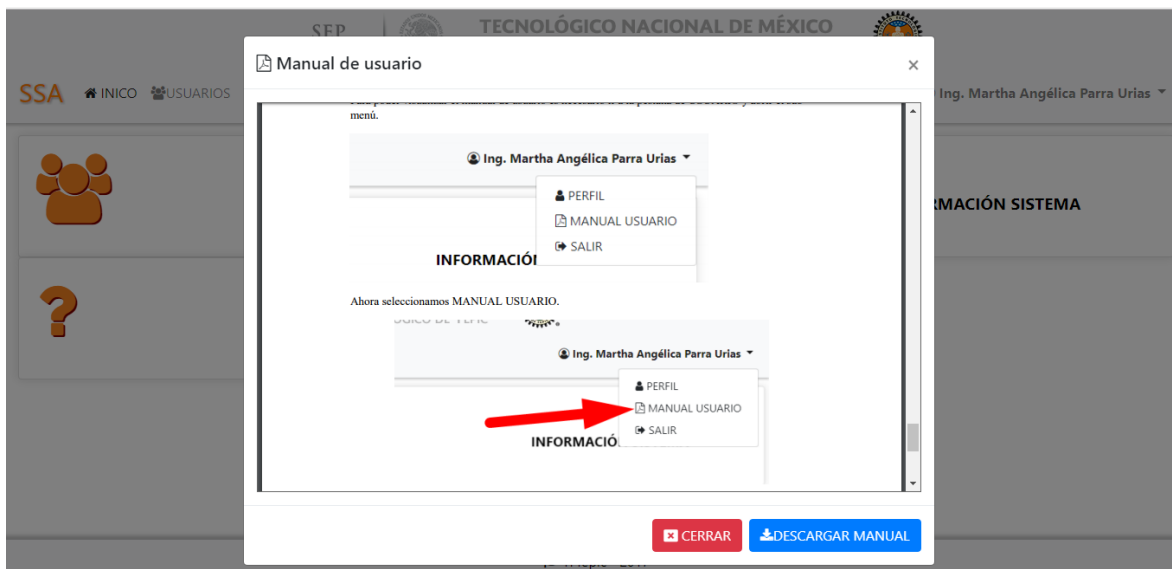 SEP TECNOLÓGICO NACIONAL DE MÉXICO
Manual de usuario ×
SSA INICO USUARIOS Ing. Martha Angélica Parra Urias
menú.
Ing. Martha Angélica Parra Urias
PERFIL
MANUAL USUARIO
SALIR
INFORMACIÓ
RMACIÓN SISTEMA
Ahora seleccionamos MANUAL USUARIO.
Ing. Martha Angélica Parra Urias
PERFIL
MANUAL USUARIO
SALIR
INFORMACIÓ
CERRAR DESCARGAR MANUAL